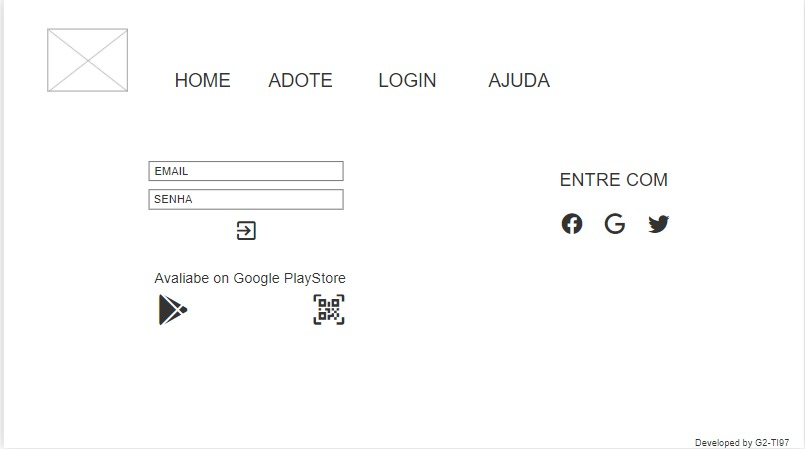 HOME ADOTE LOGIN AJUDA
EMAIL
SENHA
ENTRE COM
Avaliabe on Google PlayStore
Developed by G2-TI97